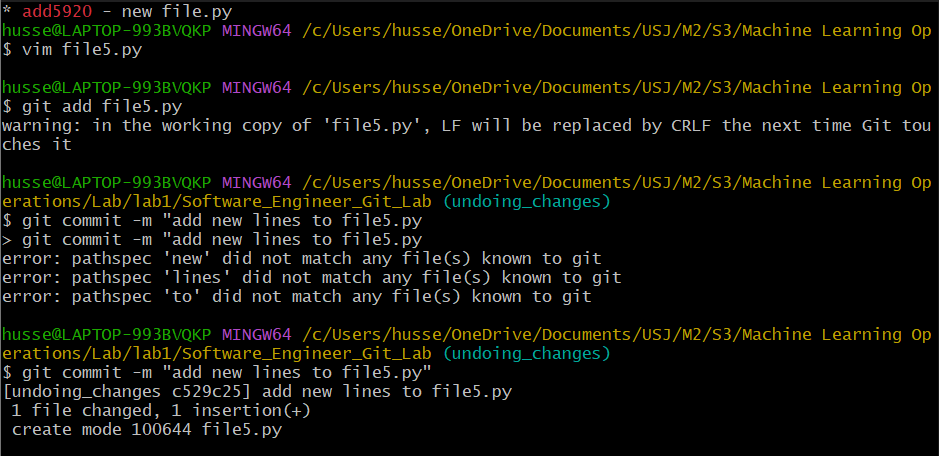 * add5920 - new file.py
husse@LAPTOP-993BVQKP MINGW64 /c/Users/husse/OneDrive/Documents/USJ/M2/S3/Machine Learning Op
$ vim file5.py
husse@LAPTOP-993BVQKP MINGW64 /c/Users/husse/OneDrive/Documents/USJ/M2/S3/Machine Learning Op
$ git add file5.py
warning: in the working copy of 'file5.py', LF will be replaced by CRLF the next time Git tou
ches it
husse@LAPTOP-993BVQKP MINGW64 /c/Users/husse/OneDrive/Documents/USJ/M2/S3/Machine Learning Op
erations/Lab/lab1/Software_Engineer_Git_Lab (undoing_changes)
$ git commit -m "add new lines to file5.py
> git commit -m "add new lines to file5.py
error: pathspec 'new' did not match any file(s) known to git
error: pathspec 'lines' did not match any file(s) known to git
error: pathspec 'to' did not match any file(s) known to git
husse@LAPTOP-993BVQKP MINGW64 /c/Users/husse/OneDrive/Documents/USJ/M2/S3/Machine Learning Op
erations/Lab/lab1/Software_Engineer_Git_Lab (undoing_changes)
$ git commit -m "add new lines to file5.py"
[undoing_changes c529c25] add new lines to file5.py
 1 file changed, 1 insertion(+)
 create mode 100644 file5.py